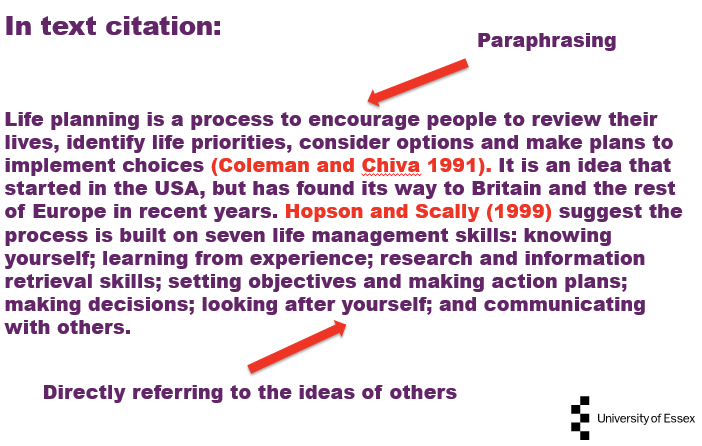 In text citation:
Paraphrasing
Life planning is a process to encourage people to review their
lives, identify life priorities, consider options and make plans to
implement choices (Coleman and Chiva 1991). It is an idea that
started in the USA, but has found its way to Britain and the rest
of Europe in recent years. Hopson and Scally (1999) suggest the
process is built on seven life management skills: knowing
yourself; learning from experience; research and information
retrieval skills; setting objectives and making action plans;
making decisions; looking after yourself; and communicating
with others.
Directly referring to the ideas of others
University of Essex